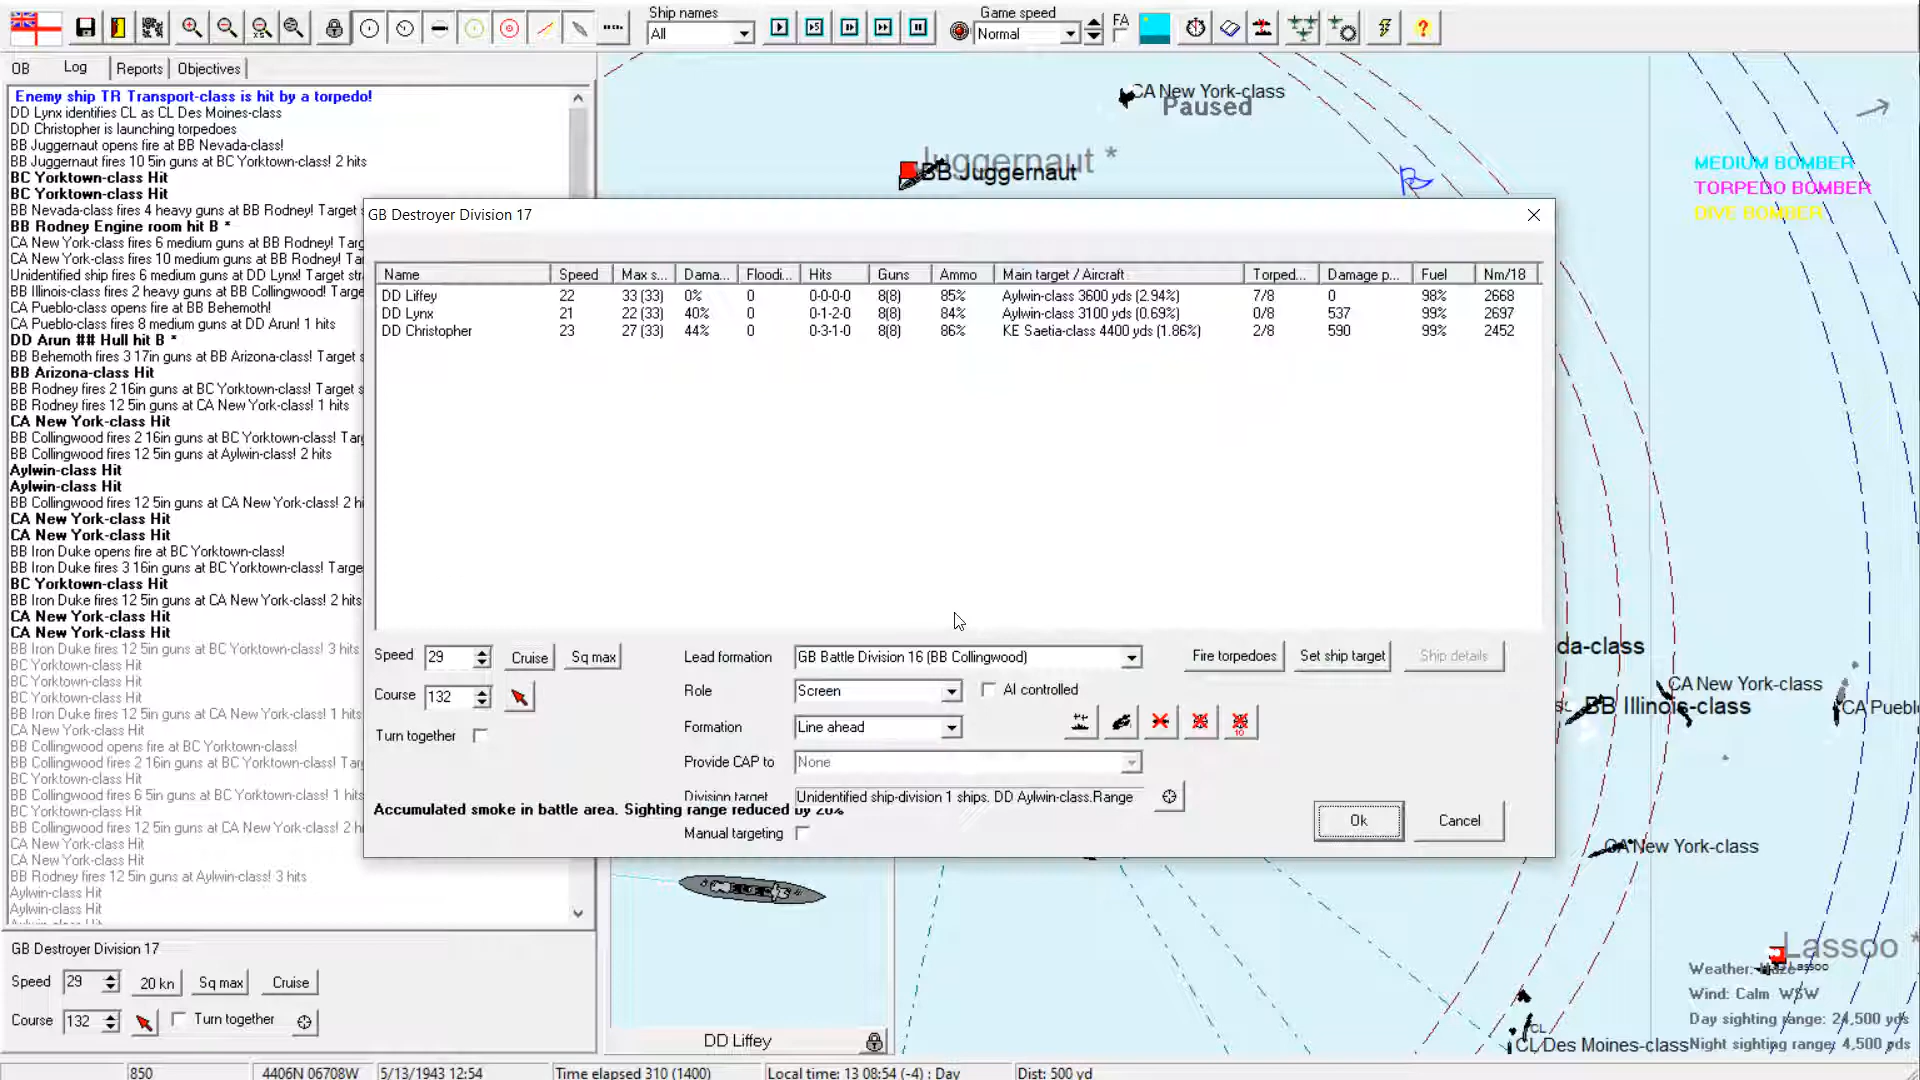 Ship names
All
Game speed
Normal
FA
OB
Log
Reports
Objectives
Enemy ship TR Transport-class is hit by a torpedo!
DD Lynx identifies CL as CL Des Moines-class
DD Christopher is launching torpedoes
BB Juggernaut opens fire at BB Nevada-class!
BB Juggernaut fires 10 5in guns at BC Yorktown-class! 2 hits
BC Yorktown-class Hit
BC Yorktown-class Hit
BB Nevada-class fires 4 heavy guns at BB Rodney! Target s
BB Rodney Engine room hit B *
CA New York-class fires 6 medium guns at BB Rodney! Targ
CA New York-class fires 10 medium guns at BB Rodney! Ta
Unidentified ship fires 6 medium guns at DD Lynx! Target stra
BB Illinois-class fires 2 heavy guns at BB Collingwood! Targe
CA Pueblo-class opens fire at BB Behemoth!
CA Pueblo-class fires 8 medium guns at DD Arun! 1 hits
DD Arun ## Hull hit B *
BB Behemoth fires 3 17in guns at BB Arizona-class! Target s
BB Arizona-class Hit
BB Rodney fires 2 16in guns at BC Yorktown-class! Target s
BB Rodney fires 12 5in guns at CA New York-class! 1 hits
CA New York-class Hit
BB Collingwood fires 2 16in guns at BC Yorktown-class! Targ
BB Collingwood fires 12 5in guns at Aylwin-class! 2 hits
Aylwin-class Hit
Aylwin-class Hit
BB Collingwood fires 12 5in guns at CA New York-class! 2 hi
CA New York-class Hit
CA New York-class Hit
BB Iron Duke opens fire at BC Yorktown-class!
BB Iron Duke fires 3 16in guns at BC Yorktown-class! Targe
BC Yorktown-class Hit
BB Iron Duke fires 12 5in guns at CA New York-class! 2 hits
CA New York-class Hit
CA New York-class Hit
BB Iron Duke fires 12 5in guns at BC Yorktown-class! 3 hits
BC Yorktown-class Hit
BC Yorktown-class Hit
BC Yorktown-class Hit
BB Iron Duke fires 12 5in guns at CA New York-class! 1 hits
CA New York-class Hit
BB Collingwood opens fire at BC Yorktown-class!
BB Collingwood fires 2 16in guns at BC Yorktown-class! Targ
BC Yorktown-class Hit
BB Collingwood fires 6 5in guns at BC Yorktown-class! 1 hits
BC Yorktown-class Hit
BB Collingwood fires 12 5in guns at CA New York-class! 2 h
CA New York-class Hit
CA New York-class Hit
BB Rodney fires 12 5in guns at Aylwin-class! 3 hits
Aylwin-class Hit
Aylwin-class Hit
Aylwin-class Hit
CA New York-class
Paused
Juggernaut *
BB Juggernaut
MEDIUM BOMBER
TORPEDO BOMBER
DIVE BOMBER
GB Destroyer Division 17
Name Speed Max s... Dama... Floodi... Hits Guns Ammo Main target / Aircraft Torped... Damage p... Fuel Nm/18
DD Liffey 22 33 (33) 0% 0 0-0-0-0 8(8) 85% Aylwin-class 3600 yds (2.94%) 7/8 0 98% 2668
DD Lynx 21 22 (33) 40% 0 0-1-2-0 8(8) 84% Aylwin-class 3100 yds (0.69%) 0/8 537 99% 2697
DD Christopher 23 27 (33) 44% 0 0-3-1-0 8(8) 86% KE Saetia-class 4400 yds (1.86%) 2/8 590 99% 2452
Speed 29 Cruise Sq max
Lead formation GB Battle Division 16 (BB Collingwood)
Fire torpedoes Set ship target Ship details
Course 132
Role Screen AI controlled
Turn together
Formation Line ahead
10
Provide CAP to None
Division target Unidentified ship-division 1 ships. DD Aylwin-class.Range
Accumulated smoke in battle area. Sighting range reduced by 20%
Manual targeting
Ok Cancel
da-class
CA New York-class
BB Illinois-class
CA Pueblo
CA New York-class
Lassoo *
Lassoo
Weather: Haze
Wind: Calm WSW
Day sighting range: 24,500 yds
Night sighting range: 4,500 yds
CL
CL Des Moines-class
DD Liffey
GB Destroyer Division 17
Speed 29 20 kn Sq max Cruise
Course 132 Turn together
850 4406N 06708W 5/13/1943 12:54 Time elapsed 310 (1400) Local time: 13 08:54 (-4) : Day Dist: 500 yd